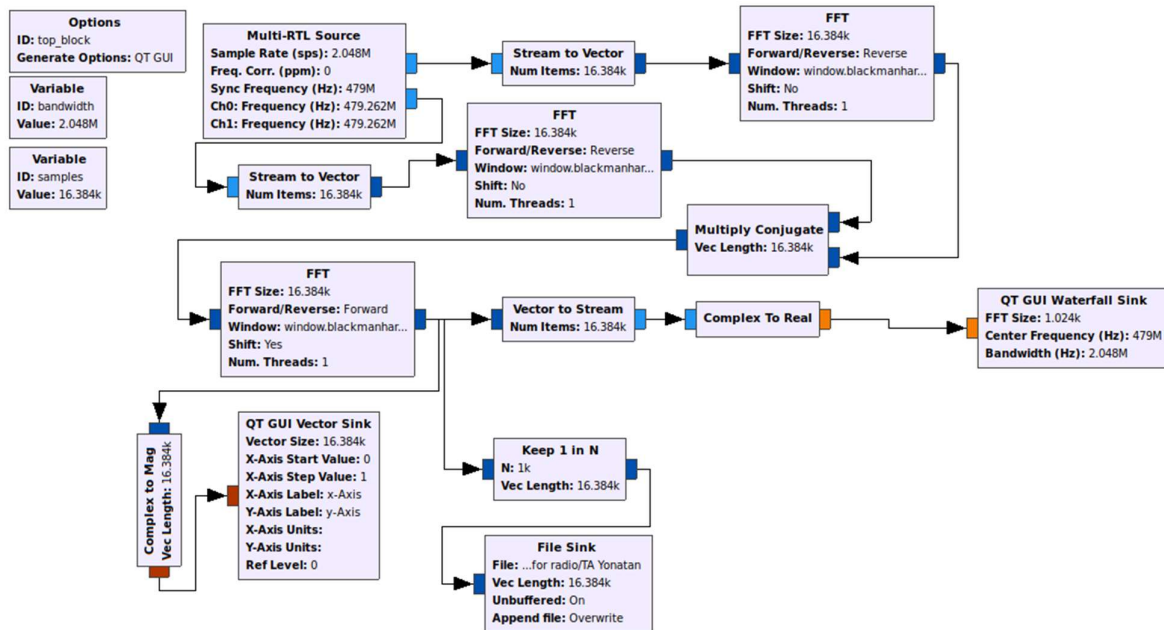 Options
ID: top_block
Generate Options: QT GUI
Variable
ID: bandwidth
Value: 2.048M
Variable
ID: samples
Value: 16.384k
Multi-RTL Source
Sample Rate (sps): 2.048M
Freq. Corr. (ppm): 0
Sync Frequency (Hz): 479M
Ch0: Frequency (Hz): 479.262M
Ch1: Frequency (Hz): 479.262M
Stream to Vector
Num Items: 16.384k
FFT
FFT Size: 16.384k
Forward/Reverse: Reverse
Window: window.blackmanhar...
Shift: No
Num. Threads: 1
Stream to Vector
Num Items: 16.384k
FFT
FFT Size: 16.384k
Forward/Reverse: Reverse
Window: window.blackmanhar...
Shift: No
Num. Threads: 1
Multiply Conjugate
Vec Length: 16.384k
FFT
FFT Size: 16.384k
Forward/Reverse: Forward
Window: window.blackmanhar...
Shift: Yes
Num. Threads: 1
Vector to Stream
Num Items: 16.384k
Complex To Real
QT GUI Waterfall Sink
FFT Size: 1.024k
Center Frequency (Hz): 479M
Bandwidth (Hz): 2.048M
Complex to Mag
Vec Length: 16.384k
QT GUI Vector Sink
Vector Size: 16.384k
X-Axis Start Value: 0
X-Axis Step Value: 1
X-Axis Label: x-Axis
Y-Axis Label: y-Axis
X-Axis Units:
Y-Axis Units:
Ref Level: 0
Keep 1 in N
N: 1k
Vec Length: 16.384k
File Sink
File: ...for radio/TA Yonatan
Vec Length: 16.384k
Unbuffered: On
Append file: Overwrite